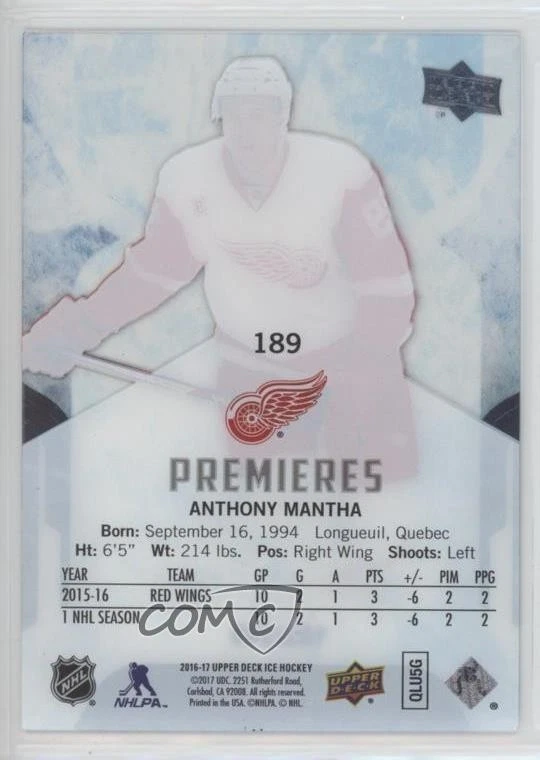 189
PREMIERES
ANTHONY MANTHA
Born: September 16, 1994 Longueuil, Quebec
Ht: 6'5" Wt: 214 lbs. Pos: Right Wing Shoots: Left
YEAR TEAM GP G A PTS +/- PIM PPG
2015-16 RED WINGS 10 2 1 3 -6 2 2
1 NHL SEASON 10 2 1 3 -6 2 2
COMC
2016-17 UPPER DECK ICE HOCKEY
©2017 UDC. 2251 Rutherford Road,
Carlsbad, CA 92008. All rights reserved.
Printed in the USA. ©NHLPA. © NHL.
NHL
NHLPA
UPPER
DECK
QLU5G